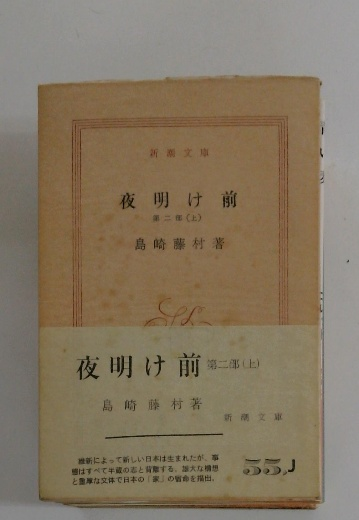 新潮文庫
夜明け前
第二部(上)
島崎藤村著
夜明け前 第二部(上)
島崎藤村著
新潮文庫
維新によって新しい日本は生まれたが、事
態はすべて半蔵の志と背離する。雄大な構想
と重厚な文体で日本の「家」の宿命を描出。
55.J